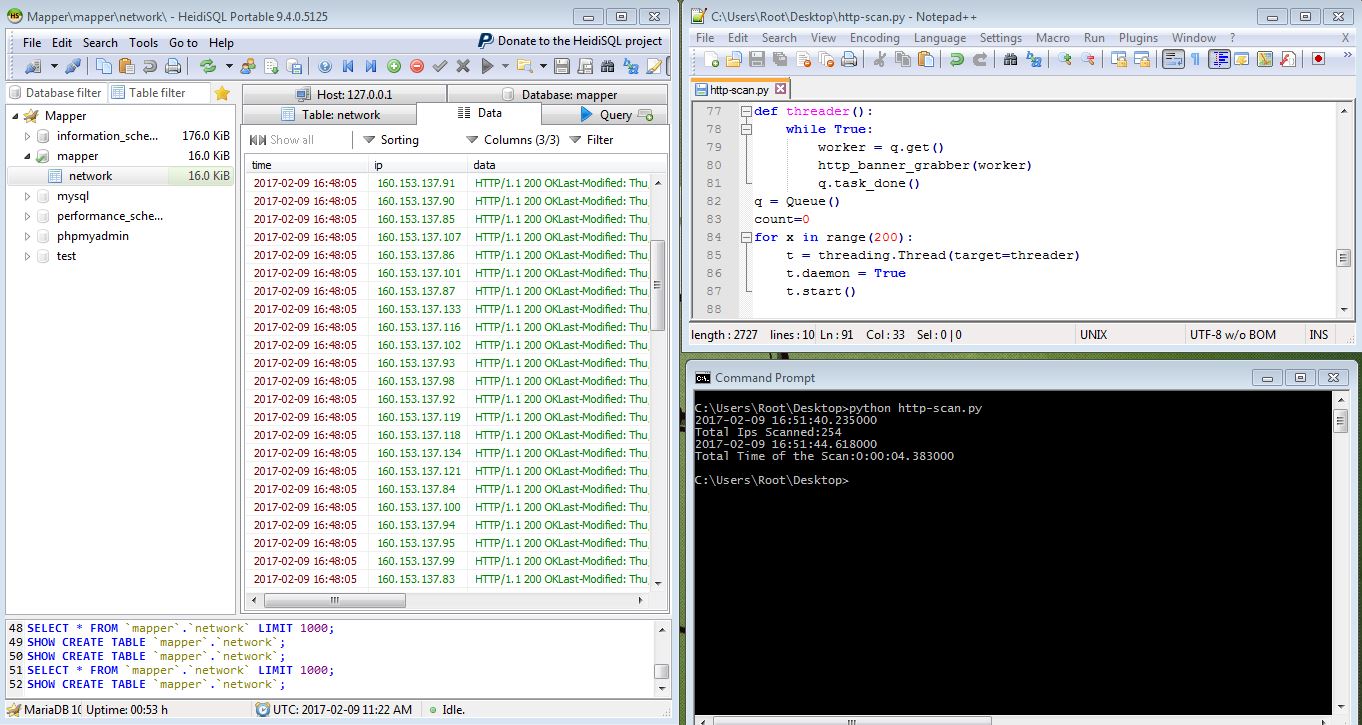 Mapper\mapper\network\ - HeidiSQL Portable 9.4.0.5125
File Edit Search Tools Go to Help
Donate to the HeidiSQL project
Database filter Table filter
Mapper
information_sche... 176.0 KiB
mapper 16.0 KiB
network 16.0 KiB
mysql
performance_sche...
phpmyadmin
test
Host: 127.0.0.1 Database: mapper
Table: network Data Query
Show all Sorting Columns (3/3) Filter
time ip data
2017-02-09 16:48:05 160.153.137.91 HTTP/1.1 200 OKLast-Modified: Thu,
2017-02-09 16:48:05 160.153.137.90 HTTP/1.1 200 OKLast-Modified: Thu,
2017-02-09 16:48:05 160.153.137.85 HTTP/1.1 200 OKLast-Modified: Thu,
2017-02-09 16:48:05 160.153.137.107 HTTP/1.1 200 OKLast-Modified: Thu,
2017-02-09 16:48:05 160.153.137.86 HTTP/1.1 200 OKLast-Modified: Thu,
2017-02-09 16:48:05 160.153.137.101 HTTP/1.1 200 OKLast-Modified: Thu,
2017-02-09 16:48:05 160.153.137.87 HTTP/1.1 200 OKLast-Modified: Thu,
2017-02-09 16:48:05 160.153.137.133 HTTP/1.1 200 OKLast-Modified: Thu,
2017-02-09 16:48:05 160.153.137.116 HTTP/1.1 200 OKLast-Modified: Thu,
2017-02-09 16:48:05 160.153.137.102 HTTP/1.1 200 OKLast-Modified: Thu,
2017-02-09 16:48:05 160.153.137.93 HTTP/1.1 200 OKLast-Modified: Thu,
2017-02-09 16:48:05 160.153.137.98 HTTP/1.1 200 OKLast-Modified: Thu,
2017-02-09 16:48:05 160.153.137.92 HTTP/1.1 200 OKLast-Modified: Thu,
2017-02-09 16:48:05 160.153.137.119 HTTP/1.1 200 OKLast-Modified: Thu,
2017-02-09 16:48:05 160.153.137.118 HTTP/1.1 200 OKLast-Modified: Thu,
2017-02-09 16:48:05 160.153.137.134 HTTP/1.1 200 OKLast-Modified: Thu,
2017-02-09 16:48:05 160.153.137.121 HTTP/1.1 200 OKLast-Modified: Thu,
2017-02-09 16:48:05 160.153.137.84 HTTP/1.1 200 OKLast-Modified: Thu,
2017-02-09 16:48:05 160.153.137.100 HTTP/1.1 200 OKLast-Modified: Thu,
2017-02-09 16:48:05 160.153.137.94 HTTP/1.1 200 OKLast-Modified: Thu,
2017-02-09 16:48:05 160.153.137.95 HTTP/1.1 200 OKLast-Modified: Thu,
2017-02-09 16:48:05 160.153.137.99 HTTP/1.1 200 OKLast-Modified: Thu,
2017-02-09 16:48:05 160.153.137.83 HTTP/1.1 200 OKLast-Modified: Thu,
48 SELECT * FROM `mapper`.`network` LIMIT 1000;
49 SHOW CREATE TABLE `mapper`.`network`;
50 SHOW CREATE TABLE `mapper`.`network`;
51 SELECT * FROM `mapper`.`network` LIMIT 1000;
52 SHOW CREATE TABLE `mapper`.`network`;
MariaDB 10 Uptime: 00:53 h UTC: 2017-02-09 11:22 AM Idle.
C:\Users\Root\Desktop\http-scan.py - Notepad++
File Edit Search View Encoding Language Settings Macro Run Plugins Window ? X
http-scan.py
77 def threader():
78 while True:
79 worker = q.get()
80 http_banner_grabber(worker)
81 q.task_done()
82 q = Queue()
83 count=0
84 for x in range(200):
85 t = threading.Thread(target=threader)
86 t.daemon = True
87 t.start()
88
length : 2727 lines : 10 Ln : 91 Col : 33 Sel : 0 | 0 UNIX UTF-8 w/o BOM INS
Command Prompt
C:\Users\Root\Desktop>python http-scan.py
2017-02-09 16:51:40.235000
Total Ips Scanned:254
2017-02-09 16:51:44.618000
Total Time of the Scan:0:00:04.383000
C:\Users\Root\Desktop>